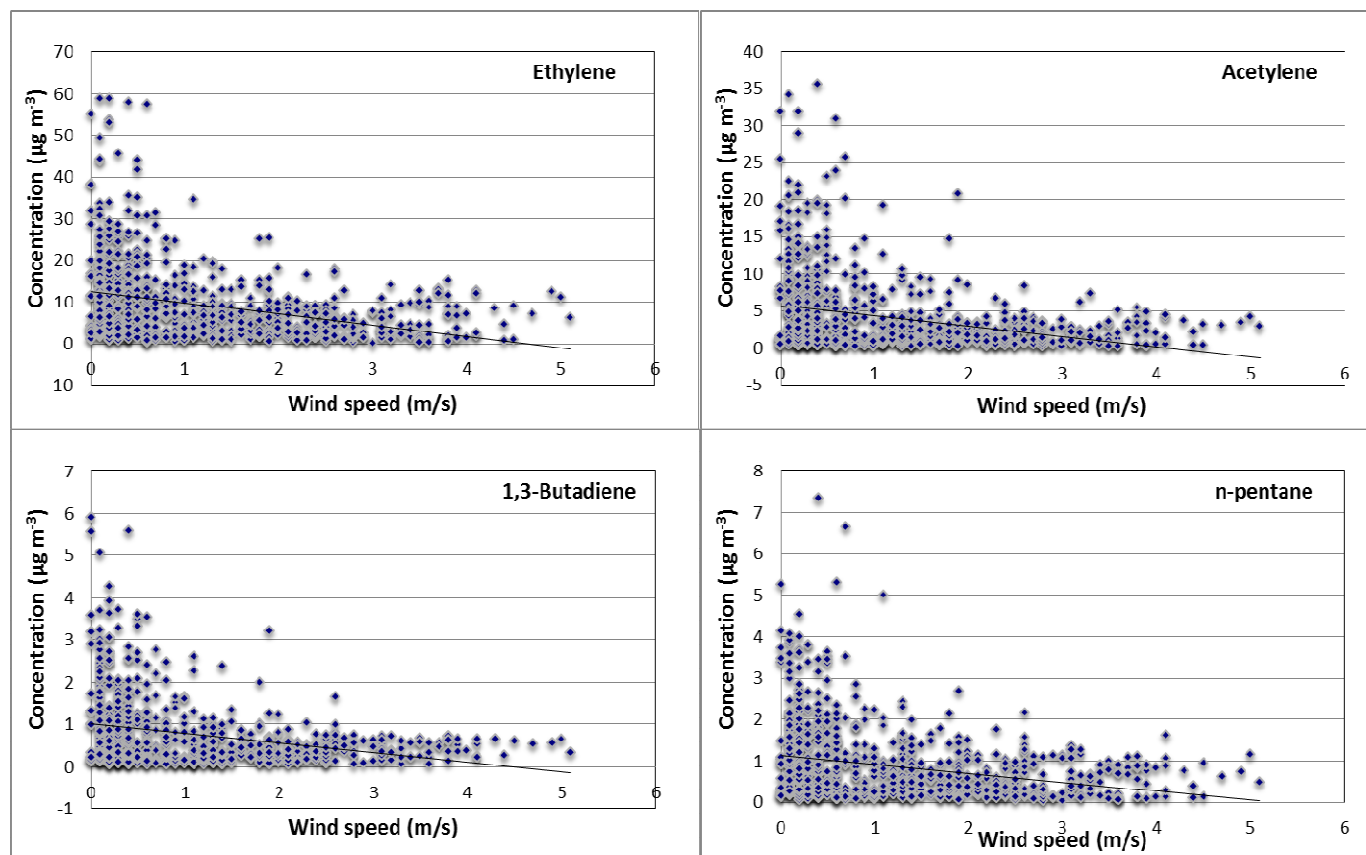 Ethylene
Concentration (µg m-3)
70
60
50
40
30
20
10
0
10
0 1 2 3 4 5 6
Wind speed (m/s)
Acetylene
Concentration (µg m-3)
40
35
30
25
20
15
10
5
0
-5
0 1 2 3 4 5 6
Wind speed (m/s)
1,3-Butadiene
Concentration (µg m-3)
7
6
5
4
3
2
1
0
-1
0 1 2 3 4 5 6
Wind speed (m/s)
n-pentane
Concentration (µg m-3)
8
7
6
5
4
3
2
1
0
0 1 2 3 4 5 6
Wind speed (m/s)